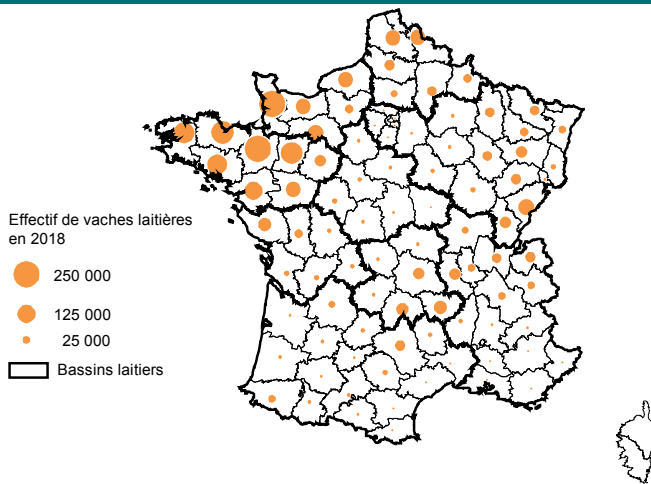 Effectif de vaches laitières
en 2018
250 000
125 000
25 000
Bassins laitiers